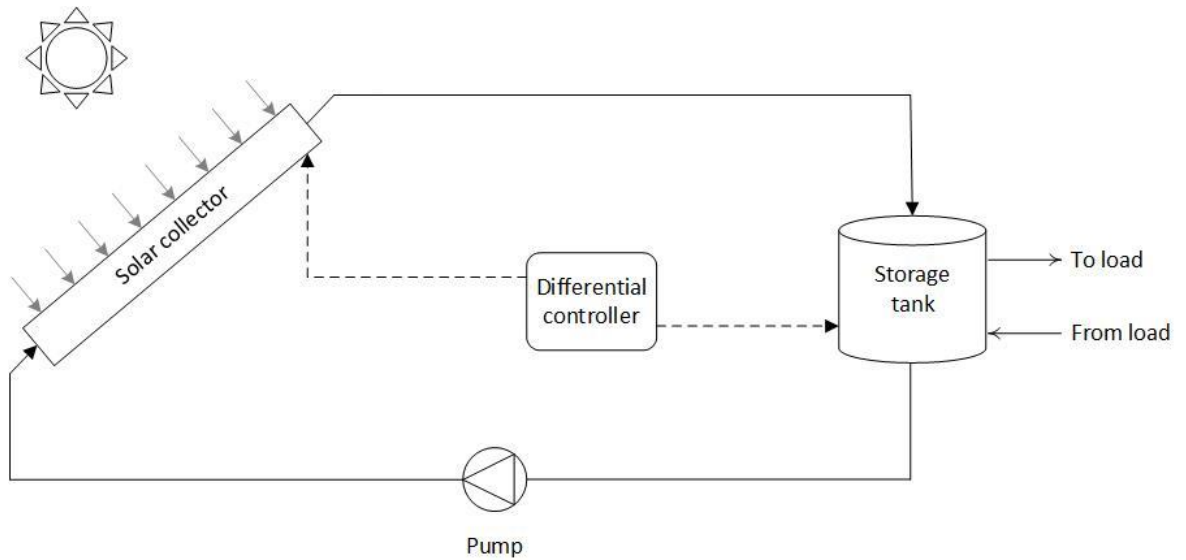 Solar collector
Differential
controller
Storage
tank
To load
From load
Pump